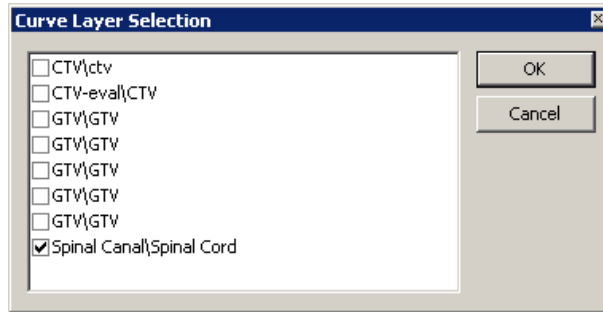 Curve Layer Selection
CTV\ctv
CTV-eval\CTV
GTV\GTV
GTV\GTV
GTV\GTV
GTV\GTV
GTV\GTV
Spinal Canal\Spinal Cord
OK
Cancel